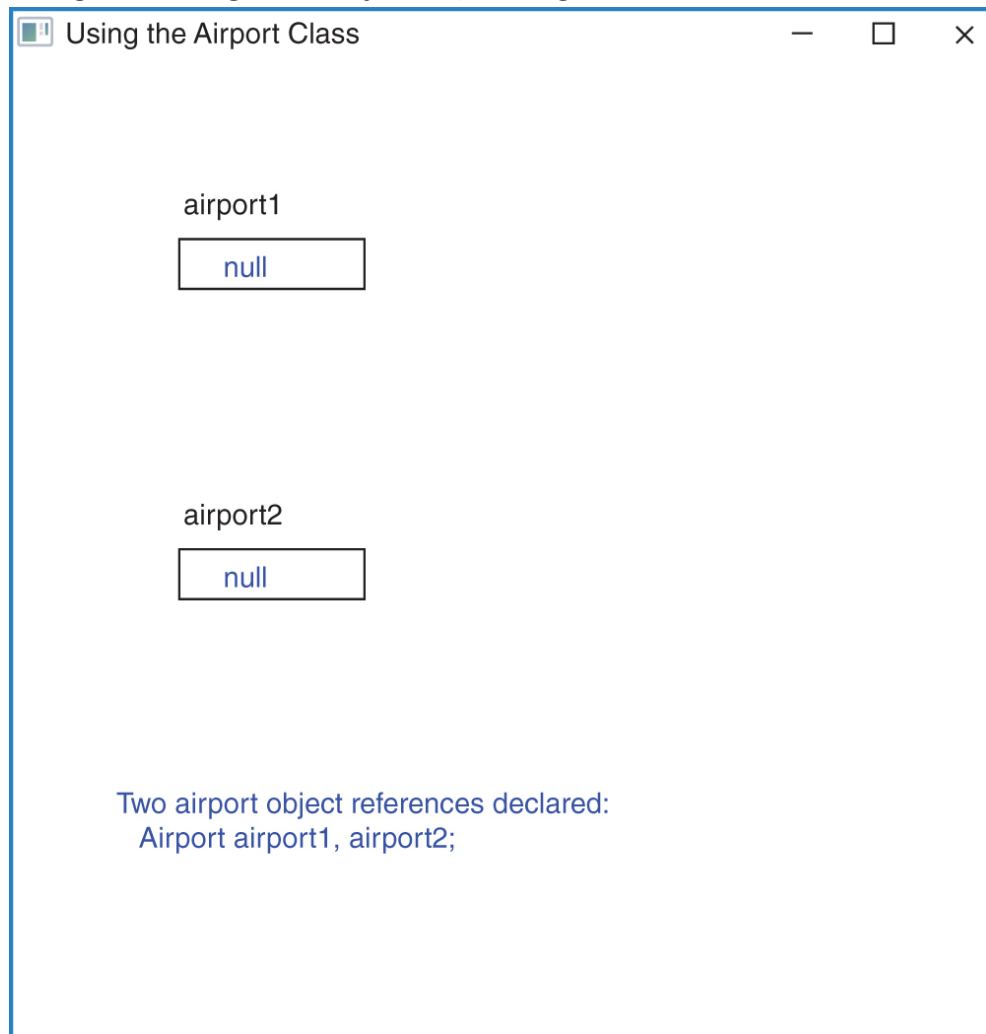 Using the Airport Class
airport1
null
airport2
null
Two airport object references declared:
Airport airport1, airport2;